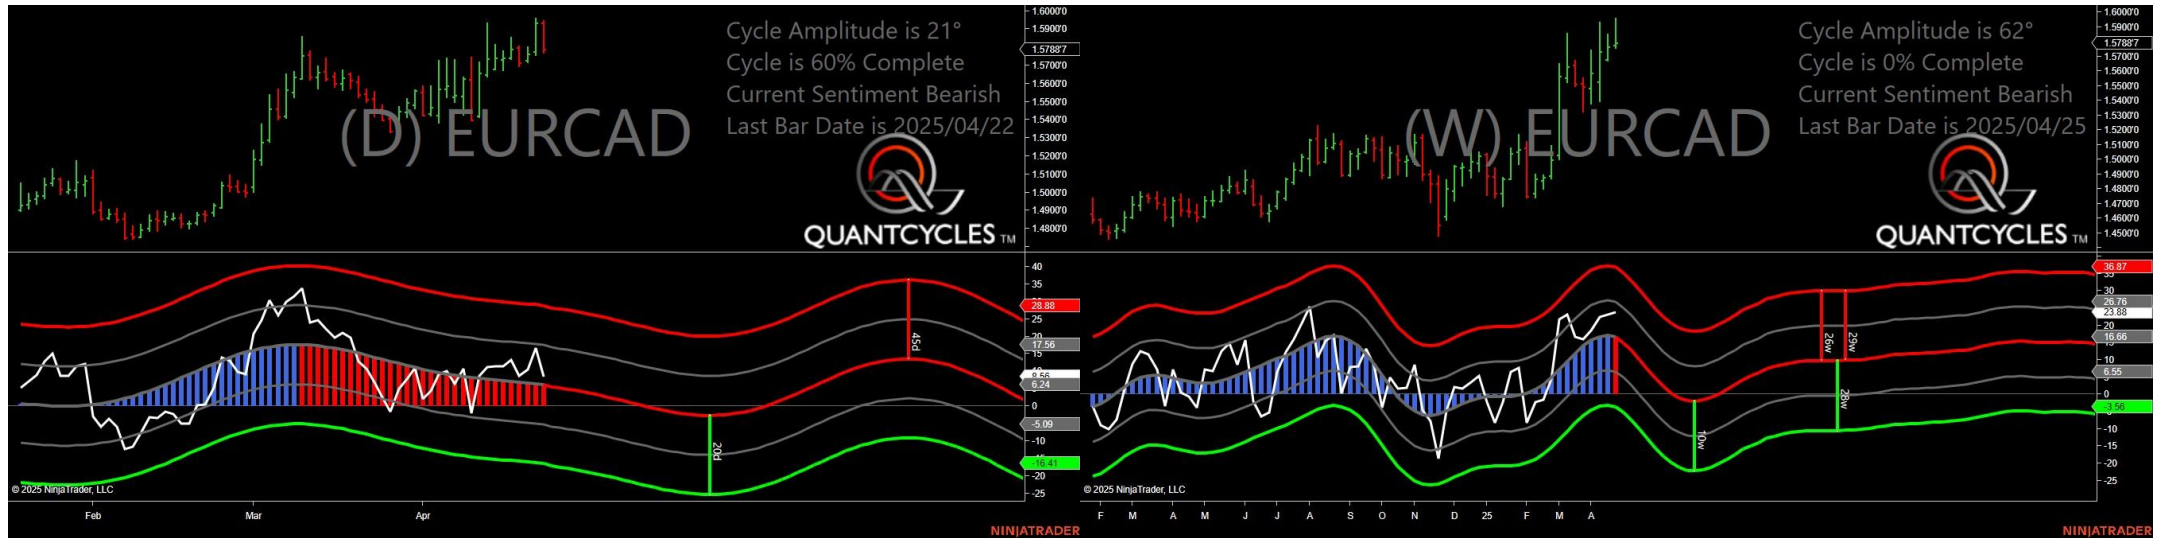 Cycle Amplitude is 21°
Cycle is 60% Complete
Current Sentiment Bearish
Last Bar Date is 2025/04/22
(D) EURCAD
QUANTCYCLES TM
1.6000'0
1.5900'0
1.5788'7
1.5700'0
1.5600'0
1.5500'0
1.5400'0
1.5300'0
1.5200'0
1.5100'0
1.5000'0
1.4900'0
1.4800'0
40
35
28.88
25
20
17.56
15
8.56
6.24
0
-5.09
-10
-16.41
-20
-25
45d
20d
© 2025 NinjaTrader, LLC
Feb
Mar
Apr
NINJATRADER
Cycle Amplitude is 62°
Cycle is 0% Complete
Current Sentiment Bearish
Last Bar Date is 2025/04/25
(W) EURCAD
QUANTCYCLES TM
1.6000'0
1.5900'0
1.5788'7
1.5700'0
1.5600'0
1.5500'0
1.5400'0
1.5300'0
1.5200'0
1.5100'0
1.5000'0
1.4900'0
1.4800'0
1.4700'0
1.4600'0
1.4500'0
36.87
35
30
26.76
23.88
20
16.66
10
6.55
0
-3.56
-10
-15
-20
-25
26w
29w
28w
10w
© 2025 NinjaTrader, LLC
F
M
A
M
J
J
A
S
O
N
D
25
F
M
A
NINJATRADER